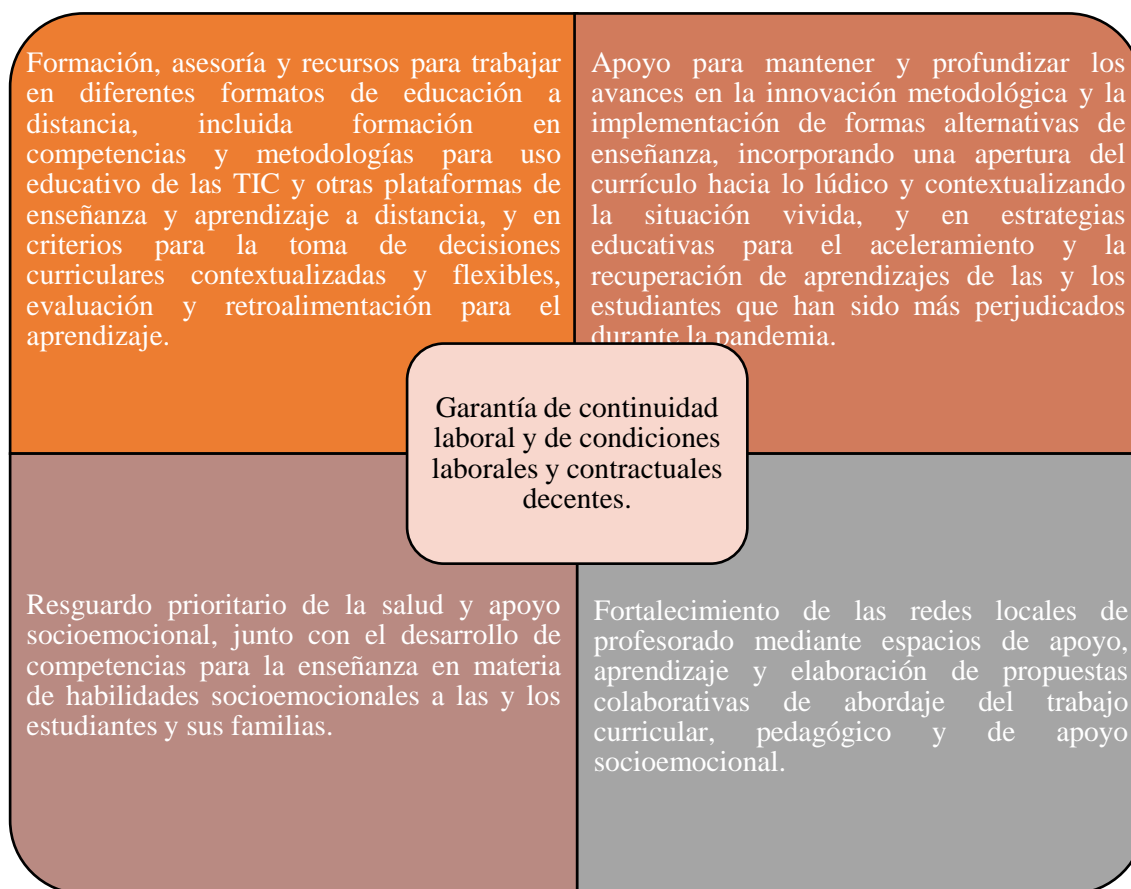 Formación, asesoría y recursos para trabajar
en diferentes formatos de educación a
distancia, incluida formación en
competencias y metodologías para uso
educativo de las TIC y otras plataformas de
enseñanza y aprendizaje a distancia, y en
criterios para la toma de decisiones
curriculares contextualizadas y flexibles,
evaluación y retroalimentación para el
aprendizaje.
Apoyo para mantener y profundizar los
avances en la innovación metodológica y la
implementación de formas alternativas de
enseñanza, incorporando una apertura del
currículo hacia lo lúdico y contextualizando
la situación vivida, y en estrategias
educativas para el aceleramiento y la
recuperación de aprendizajes de las y los
estudiantes que han sido más perjudicados
durante la pandemia.
Garantía de continuidad
laboral y de condiciones
laborales y contractuales
decentes.
Resguardo prioritario de la salud y apoyo
socioemocional, junto con el desarrollo de
competencias para la enseñanza en materia
de habilidades socioemocionales a las y los
estudiantes y sus familias.
Fortalecimiento de las redes locales de
profesorado mediante espacios de apoyo,
aprendizaje y elaboración de propuestas
colaborativas de abordaje del trabajo
curricular, pedagógico y de apoyo
socioemocional.